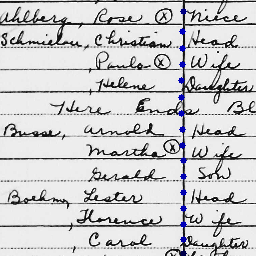 Ahlberg, Rose ⓧ Niece
Schmielau, Christian Head
, Paula ⓧ Wife
, Helene Daughter
Here Ends Bl
Busse, Arnold Head
Martha ⓧ Wife
Gerald Son
Boehm, Lester Head
, Florence Wife
, Carol Daughter